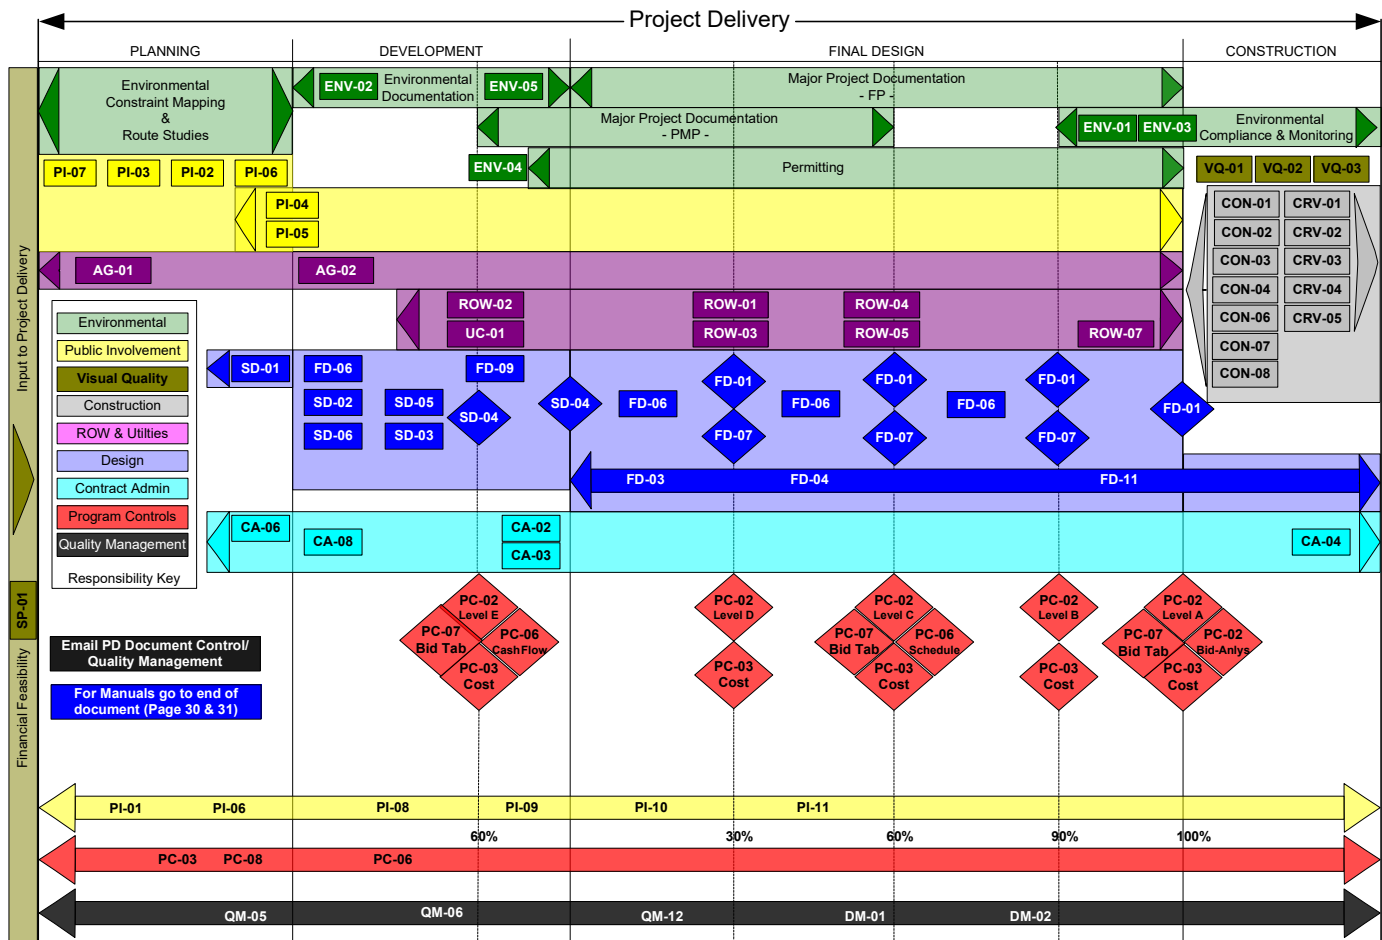 Project Delivery
PLANNING
DEVELOPMENT
FINAL DESIGN
CONSTRUCTION
Input to Project Delivery
SP-01
Financial Feasibility
Environmental
Constraint Mapping
&
Route Studies
ENV-02
Environmental
Documentation
ENV-05
Major Project Documentation
- FP -
Major Project Documentation
- PMP -
ENV-01
ENV-03
Environmental
Compliance & Monitoring
ENV-04
Permitting
PI-07
PI-03
PI-02
PI-06
VQ-01
VQ-02
VQ-03
PI-04
PI-05
CON-01
CRV-01
CON-02
CRV-02
CON-03
CRV-03
CON-04
CRV-04
CON-06
CRV-05
CON-07
CON-08
AG-01
AG-02
ROW-02
ROW-01
ROW-04
UC-01
ROW-03
ROW-05
ROW-07
Environmental
Public Involvement
Visual Quality
Construction
ROW & Utilties
Design
Contract Admin
Program Controls
Quality Management
Responsibility Key
SD-01
FD-06
FD-09
SD-02
SD-05
SD-04
SD-06
SD-03
SD-04
FD-06
FD-01
FD-07
FD-06
FD-01
FD-07
FD-06
FD-01
FD-07
FD-01
FD-03
FD-04
FD-11
CA-06
CA-08
CA-02
CA-03
CA-04
Email PD Document Control/
Quality Management
For Manuals go to end of
document (Page 30 & 31)
PC-02
Level E
PC-07
Bid Tab
PC-06
CashFlow
PC-03
Cost
PC-02
Level D
PC-03
Cost
PC-02
Level C
PC-07
Bid Tab
PC-06
Schedule
PC-03
Cost
PC-02
Level B
PC-03
Cost
PC-02
Level A
PC-07
Bid Tab
PC-02
Bid-Anlys
PC-03
Cost
PI-01
PI-06
PI-08
PI-09
PI-10
PI-11
60%
30%
60%
90%
100%
PC-03
PC-08
PC-06
QM-05
QM-06
QM-12
DM-01
DM-02